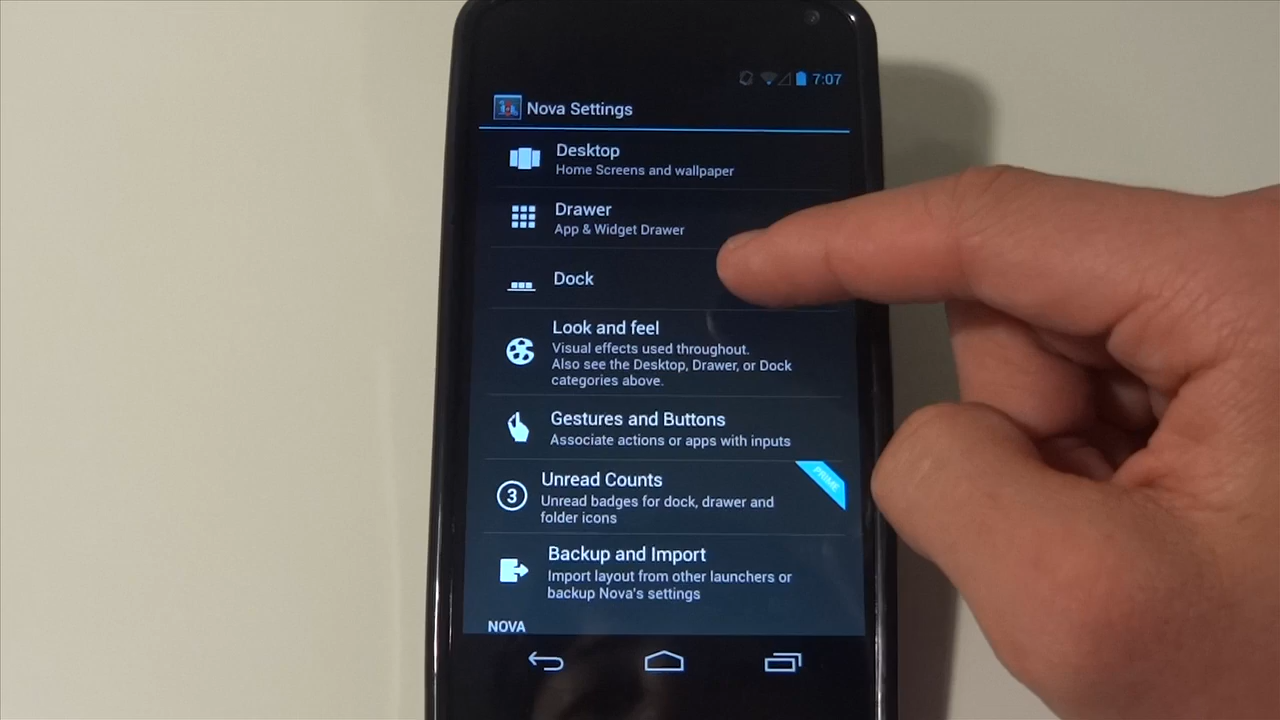 7:07
Nova Settings
Desktop
Home Screens and wallpaper
Drawer
App & Widget Drawer
Dock
Look and feel
Visual effects used throughout.
Also see the Desktop, Drawer, or Dock
categories above.
Gestures and Buttons
Associate actions or apps with inputs
PRIME
Unread Counts
3
Unread badges for dock, drawer and
folder icons
Backup and Import
Import layout from other launchers or
backup Nova's settings
NOVA